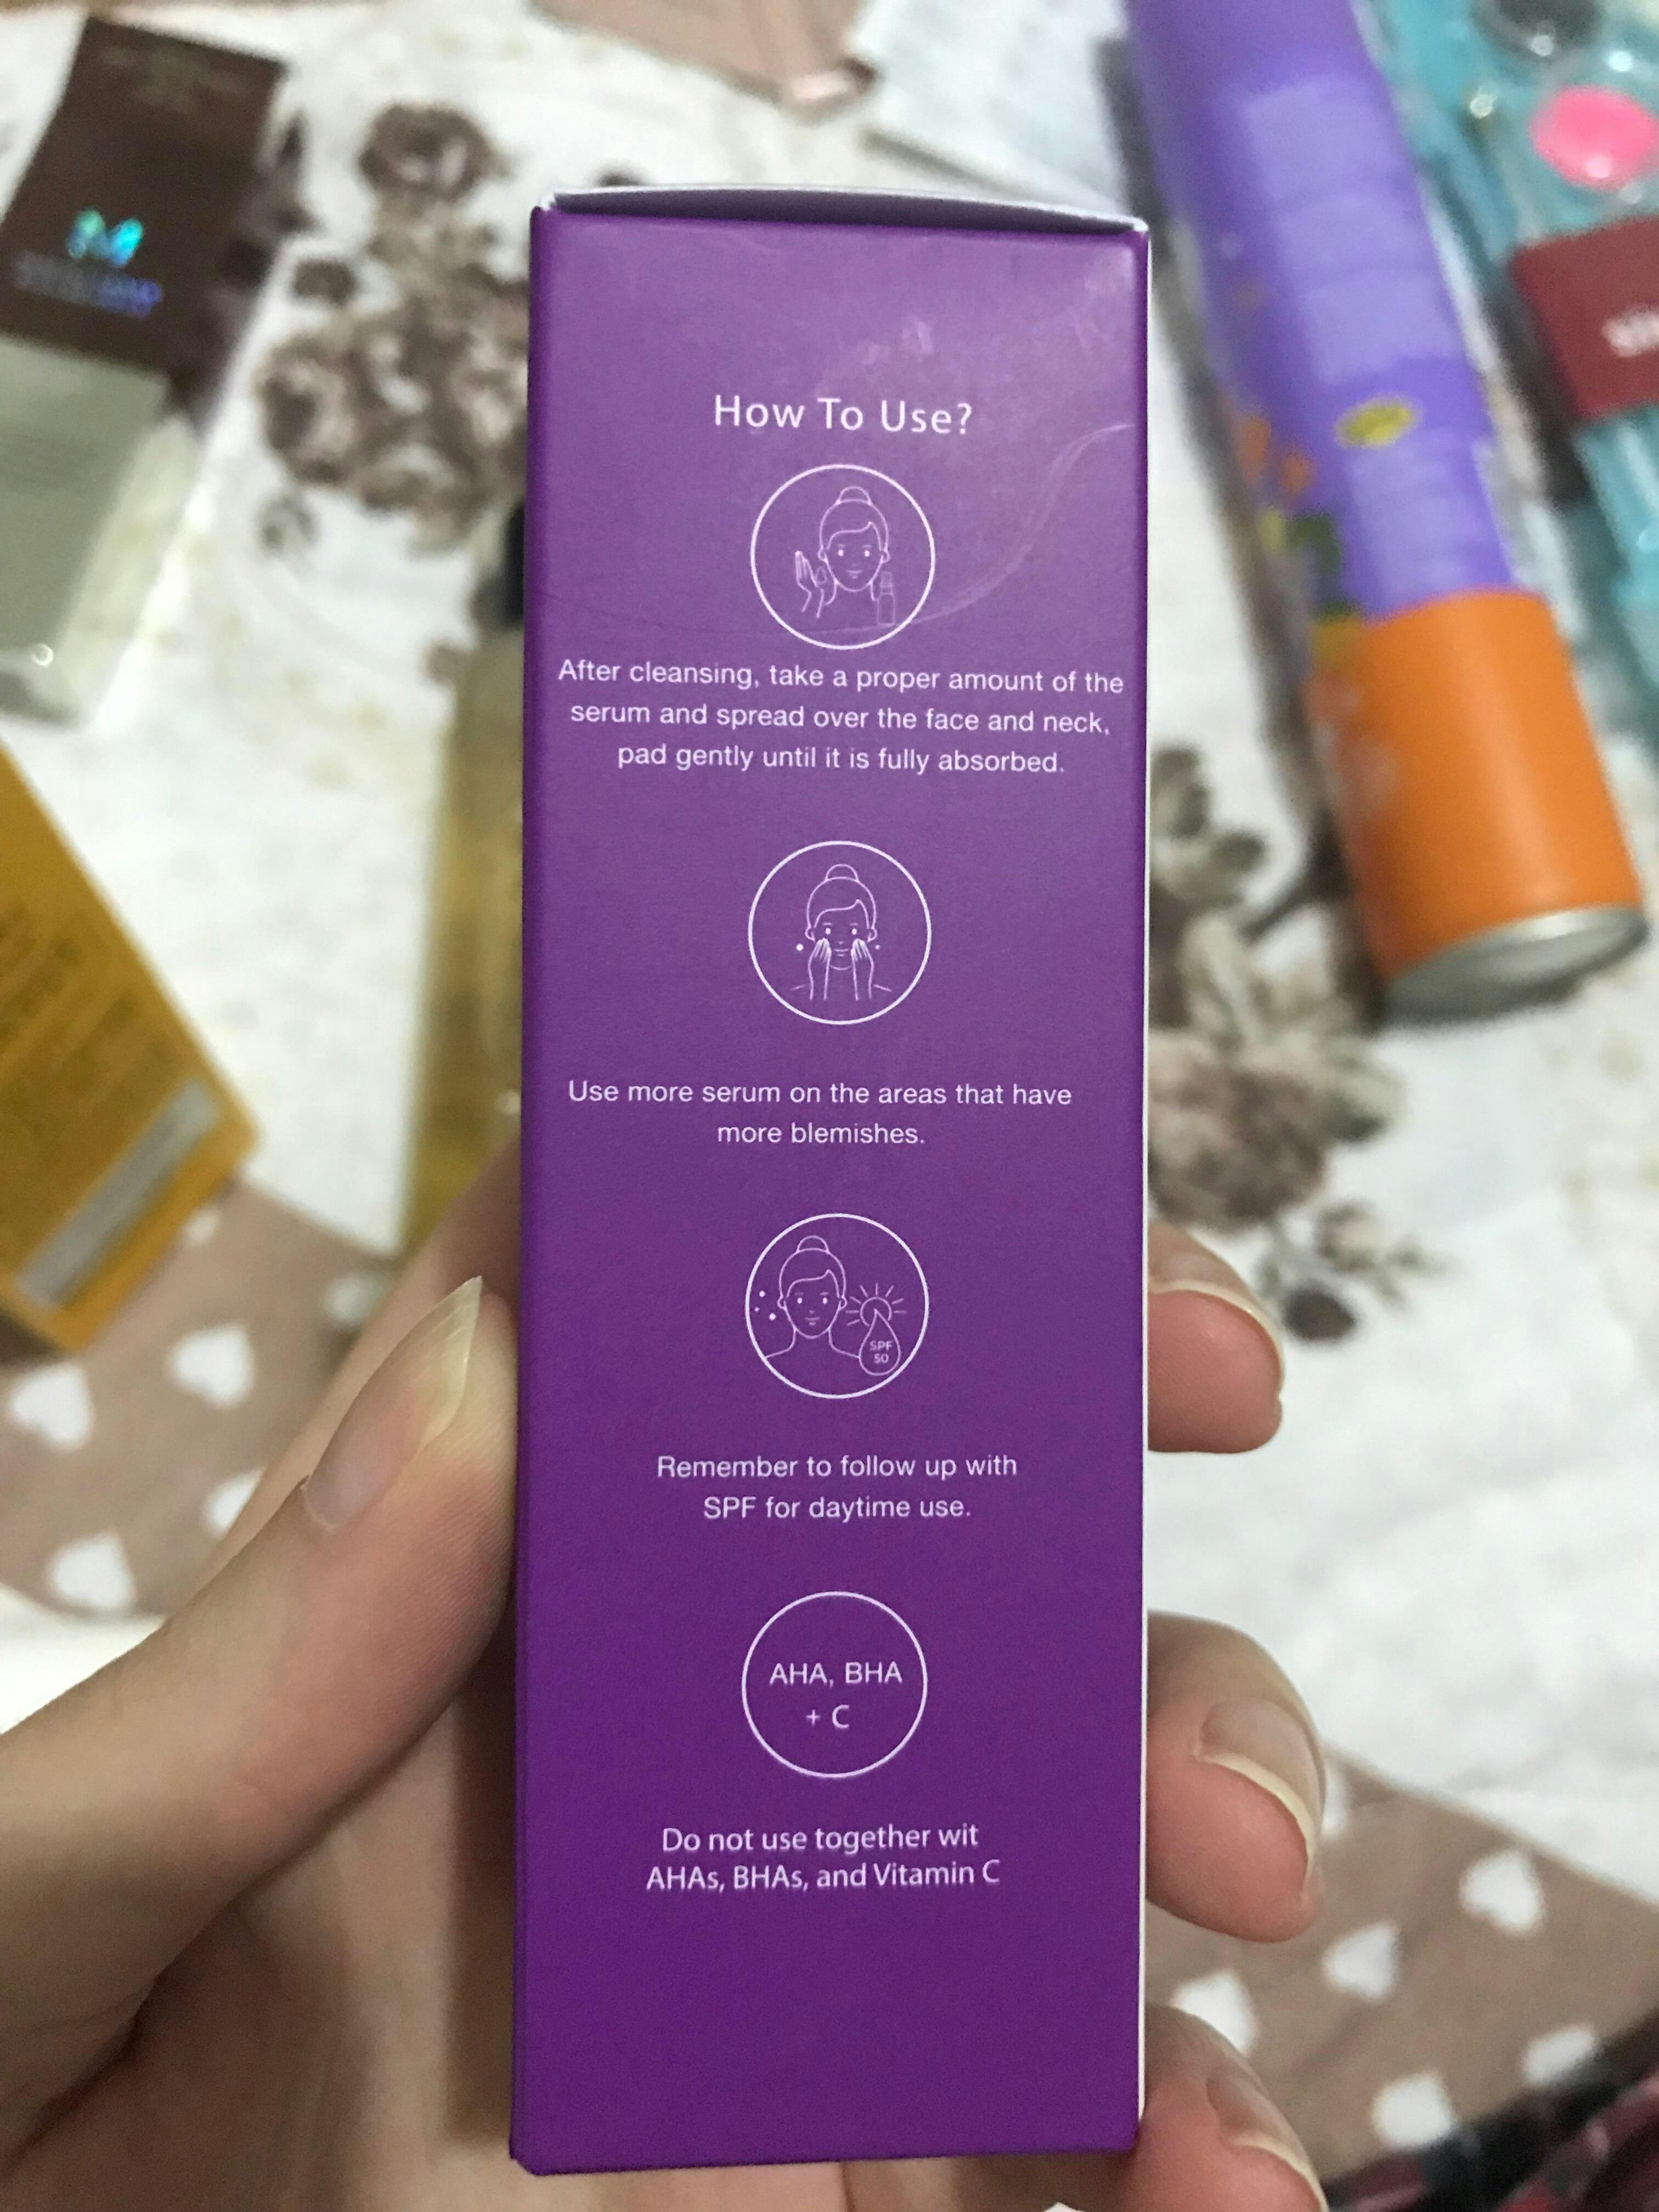 How To Use?
After cleansing, take a proper amount of the
serum and spread over the face and neck,
pad gently until it is fully absorbed.
Use more serum on the areas that have
more blemishes.
SPF
50
Remember to follow up with
SPF for daytime use.
AHA, BHA
+ C
Do not use together wit
AHAs, BHAs, and Vitamin C